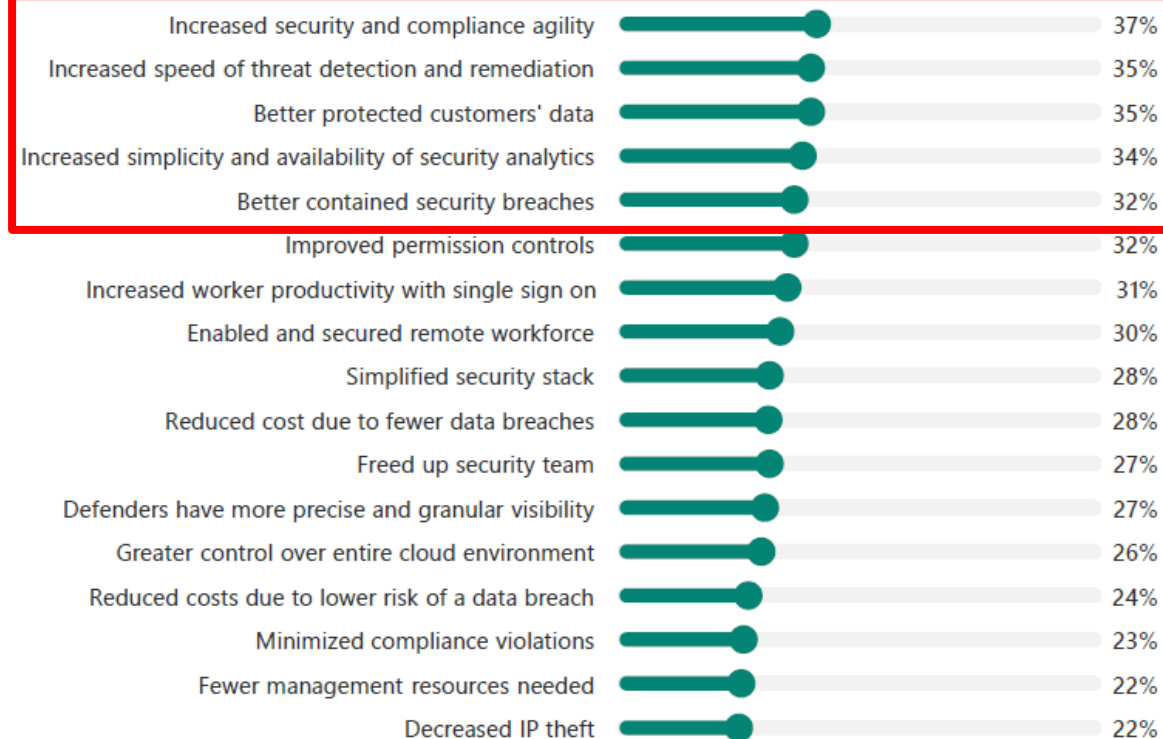 Increased security and compliance agility 37%
Increased speed of threat detection and remediation 35%
Better protected customers' data 35%
Increased simplicity and availability of security analytics 34%
Better contained security breaches 32%
Improved permission controls 32%
Increased worker productivity with single sign on 31%
Enabled and secured remote workforce 30%
Simplified security stack 28%
Reduced cost due to fewer data breaches 28%
Freed up security team 27%
Defenders have more precise and granular visibility 27%
Greater control over entire cloud environment 26%
Reduced costs due to lower risk of a data breach 24%
Minimized compliance violations 23%
Fewer management resources needed 22%
Decreased IP theft 22%